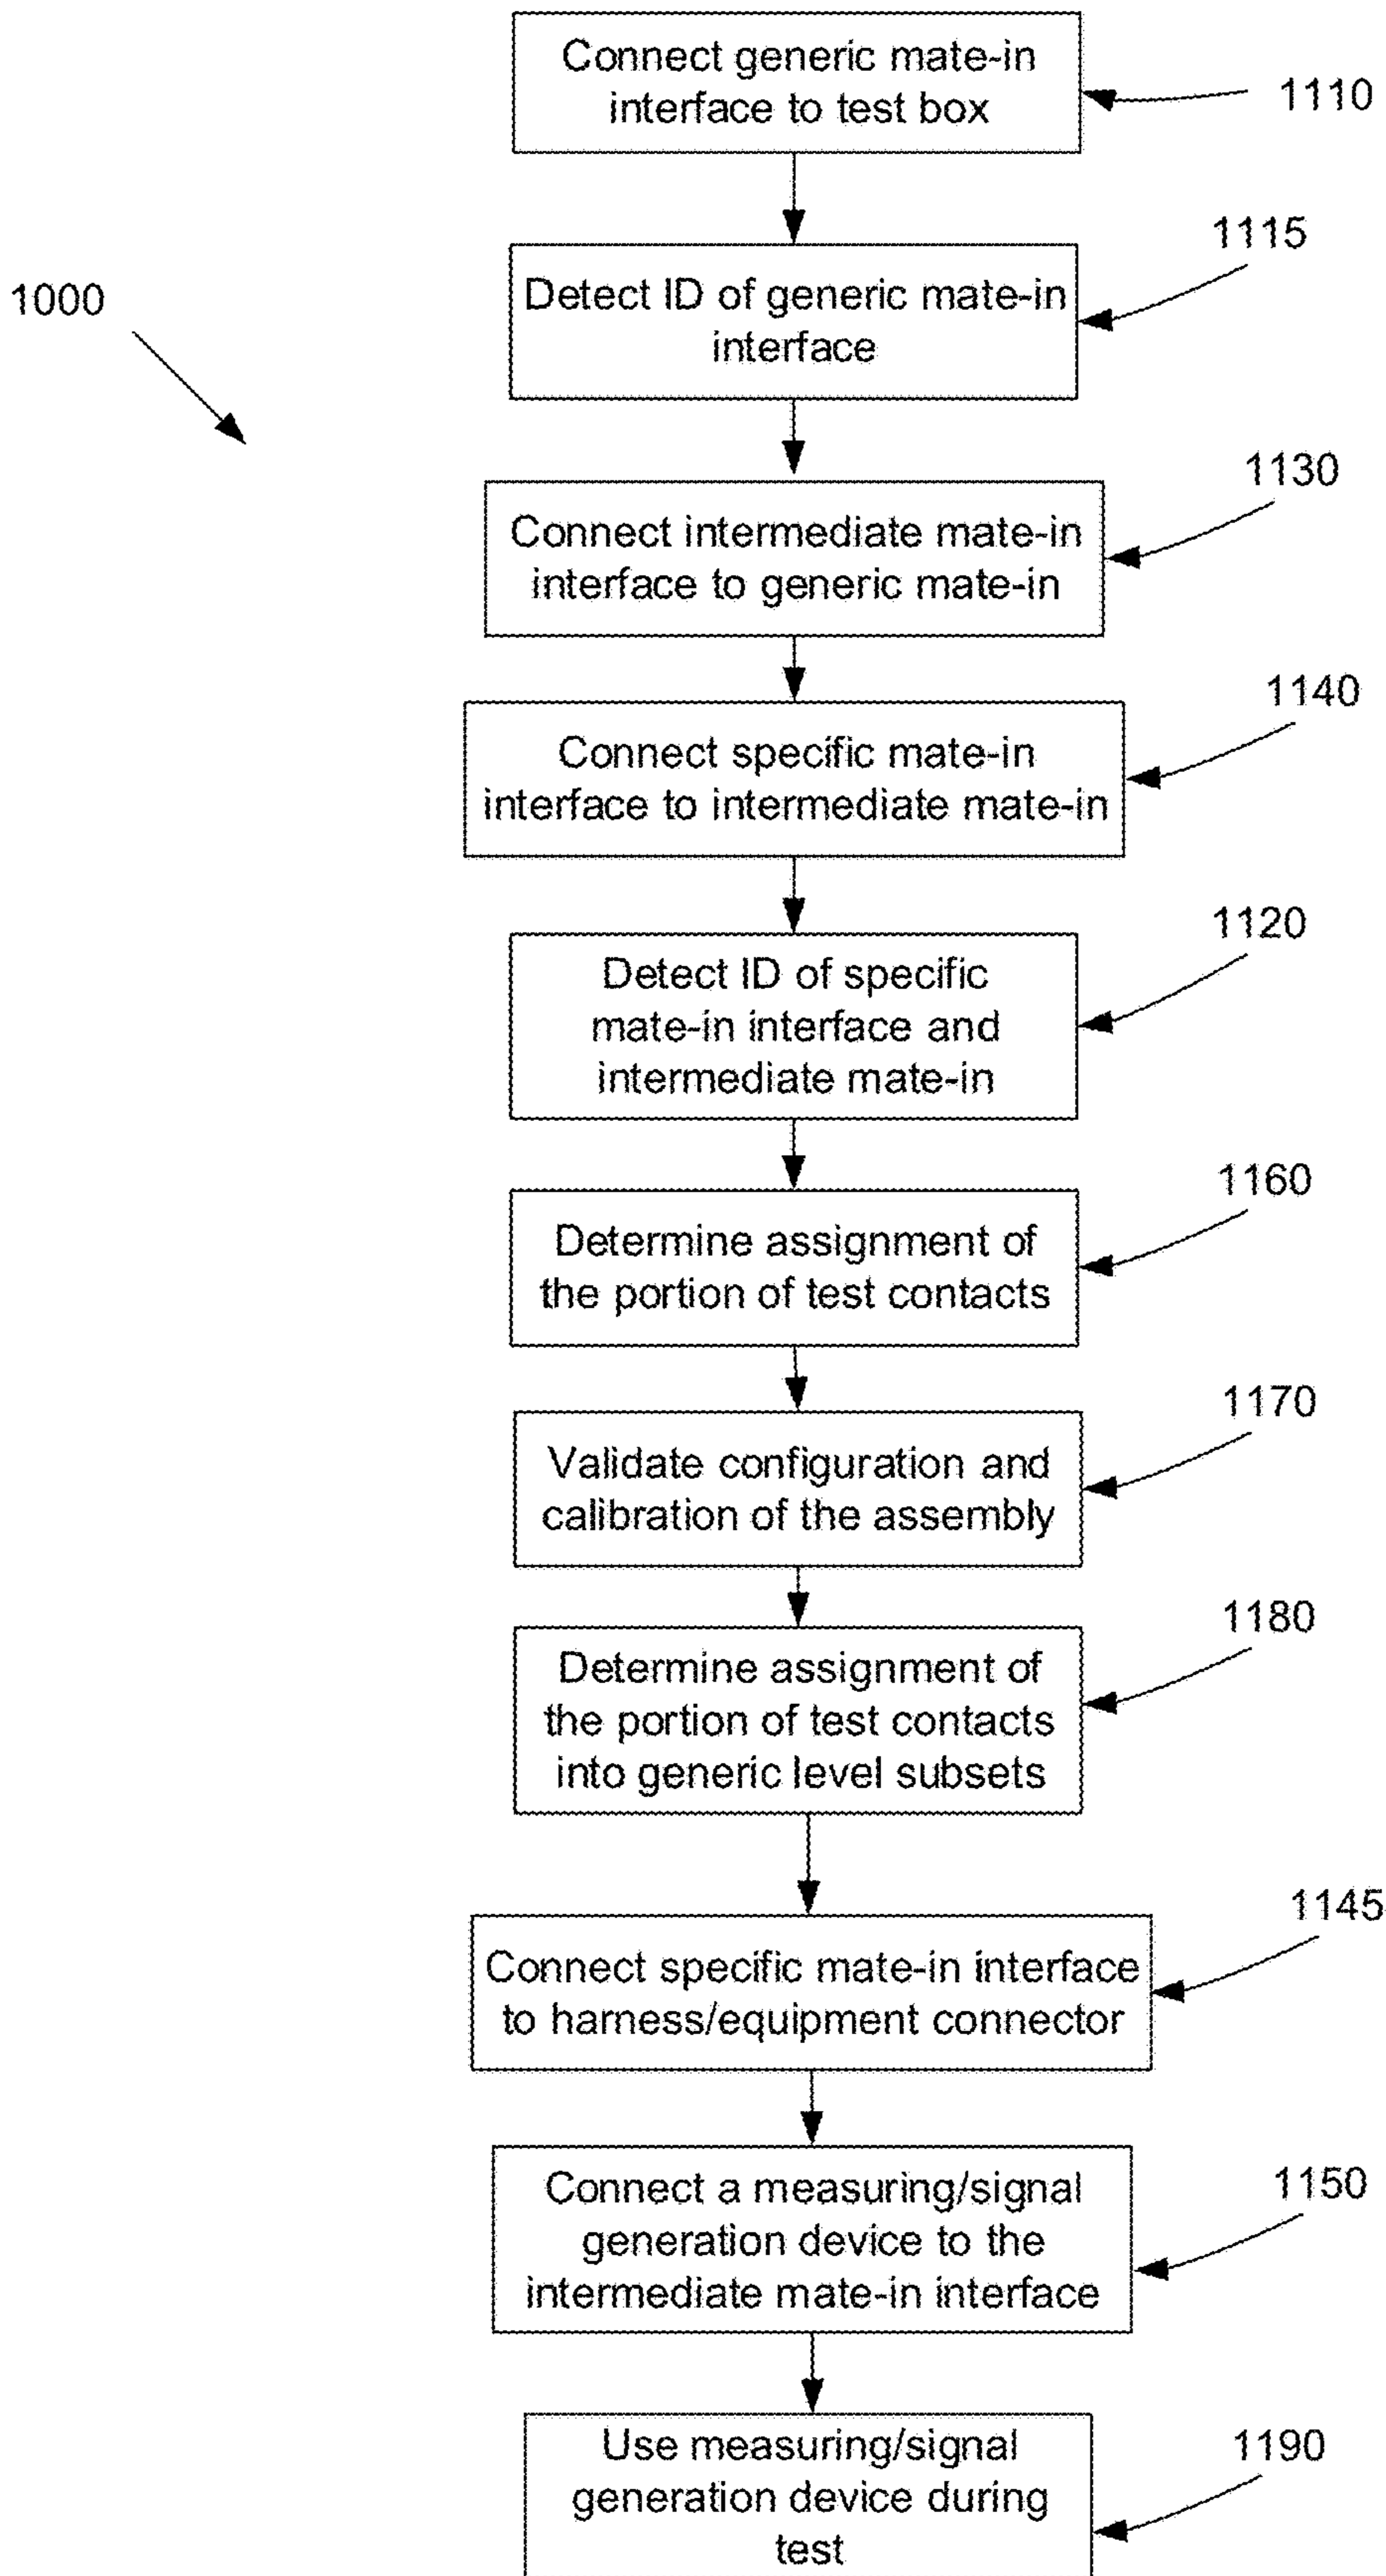 Connect generic mate-in
interface to test box
1110
1115
Detect ID of generic mate-in
interface
1000
1130
Connect intermediate mate-in
interface to generic mate-in
1140
Connect specific mate-in
interface to intermediate mate-in
1120
Detect ID of specific
mate-in interface and
intermediate mate-in
1160
Determine assignment of
the portion of test contacts
1170
Validate configuration and
calibration of the assembly
1180
Determine assignment of
the portion of test contacts
into generic level subsets
1145
Connect specific mate-in interface
to harness/equipment connector
1150
Connect a measuring/signal
generation device to the
intermediate mate-in interface
1190
Use measuring/signal
generation device during
test